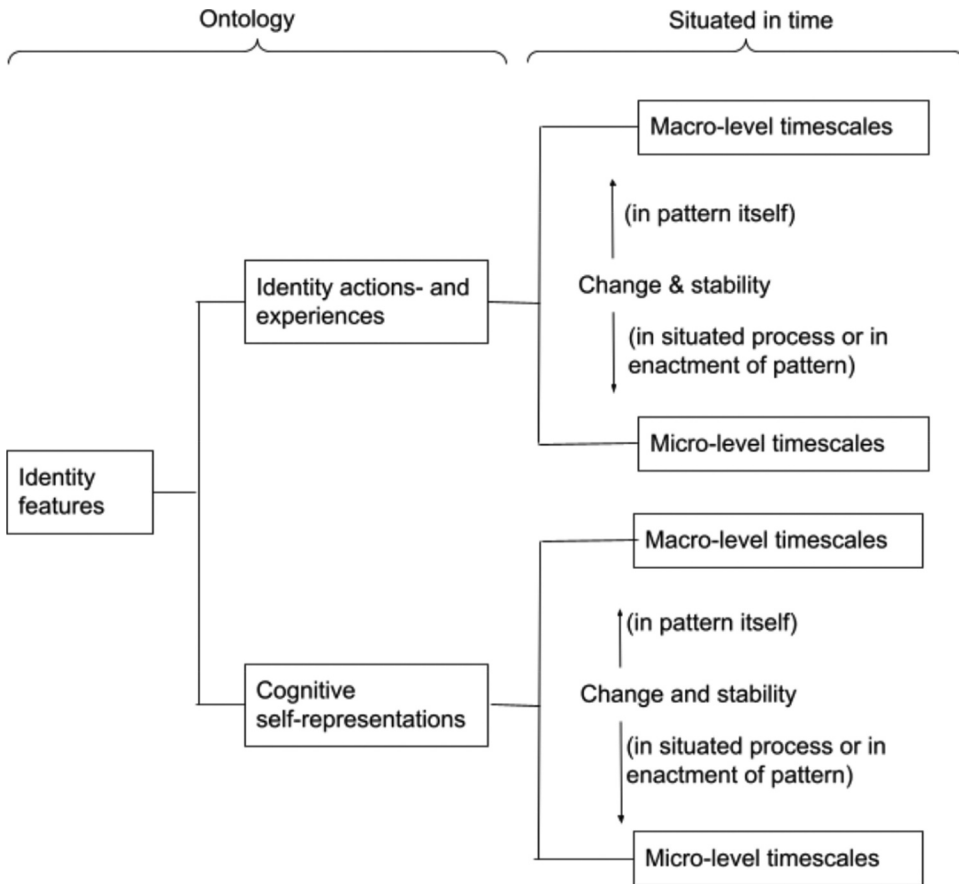 Ontology
Situated in time
Macro-level timescales
(in pattern itself)
Identity actions- and
experiences
Change & stability
(in situated process or in
enactment of pattern)
Micro-level timescales
Identity
features
Macro-level timescales
(in pattern itself)
Cognitive
self-representations
Change and stability
(in situated process or in
enactment of pattern)
Micro-level timescales